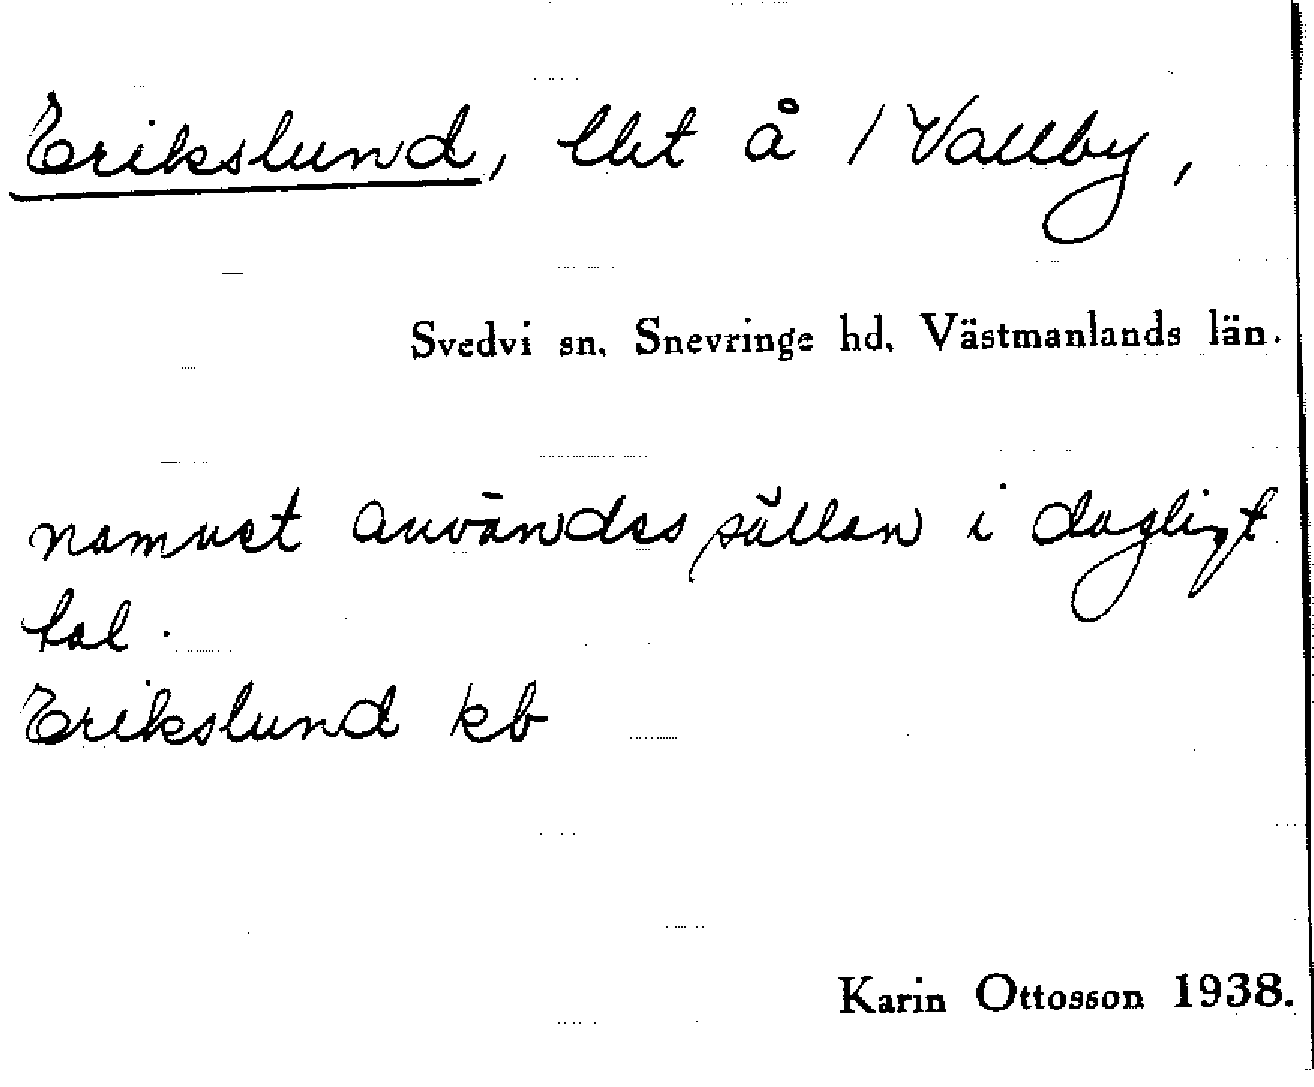 Erikslund, lht å 1 Vallby,
Svedvi sn, Snevringe hd, Västmanlands län.
namnet användes sällan i dagligt
tal.
Erikslund kb
Karin Ottosson 1938.